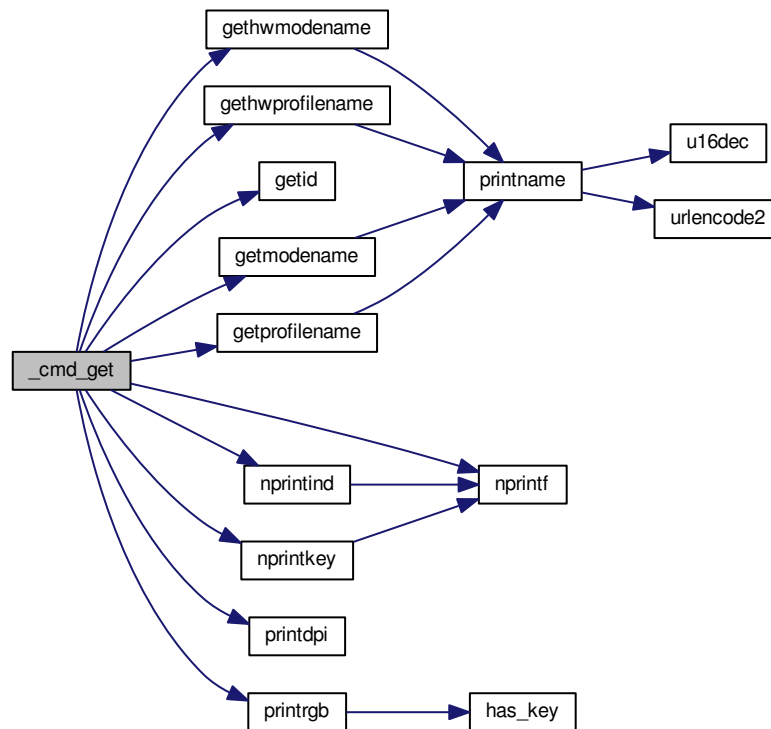 gethwmodename
gethwprofilename
u16dec
getid
printname
urlencode2
getmodename
getprofilename
_cmd_get
nprintind
nprintf
nprintkey
printdpi
printrgb
has_key